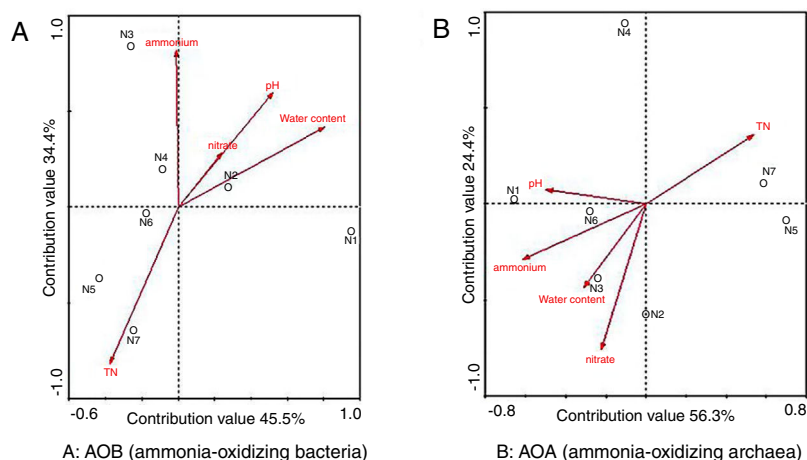 A
1.0
Contribution value 34.4%
-1.0
N3
ammonium
pH
Water content
nitrate
N4
N2
N6
N1
N5
N7
TN
-0.6
Contribution value 45.5%
1.0
A: AOB (ammonia-oxidizing bacteria)
B
1.0
Contribution value 24.4%
-1.0
N4
TN
N7
pH
N1
N6
N5
ammonium
N3
Water content
N2
nitrate
-0.8
Contribution value 56.3%
0.8
B: AOA (ammonia-oxidizing archaea)